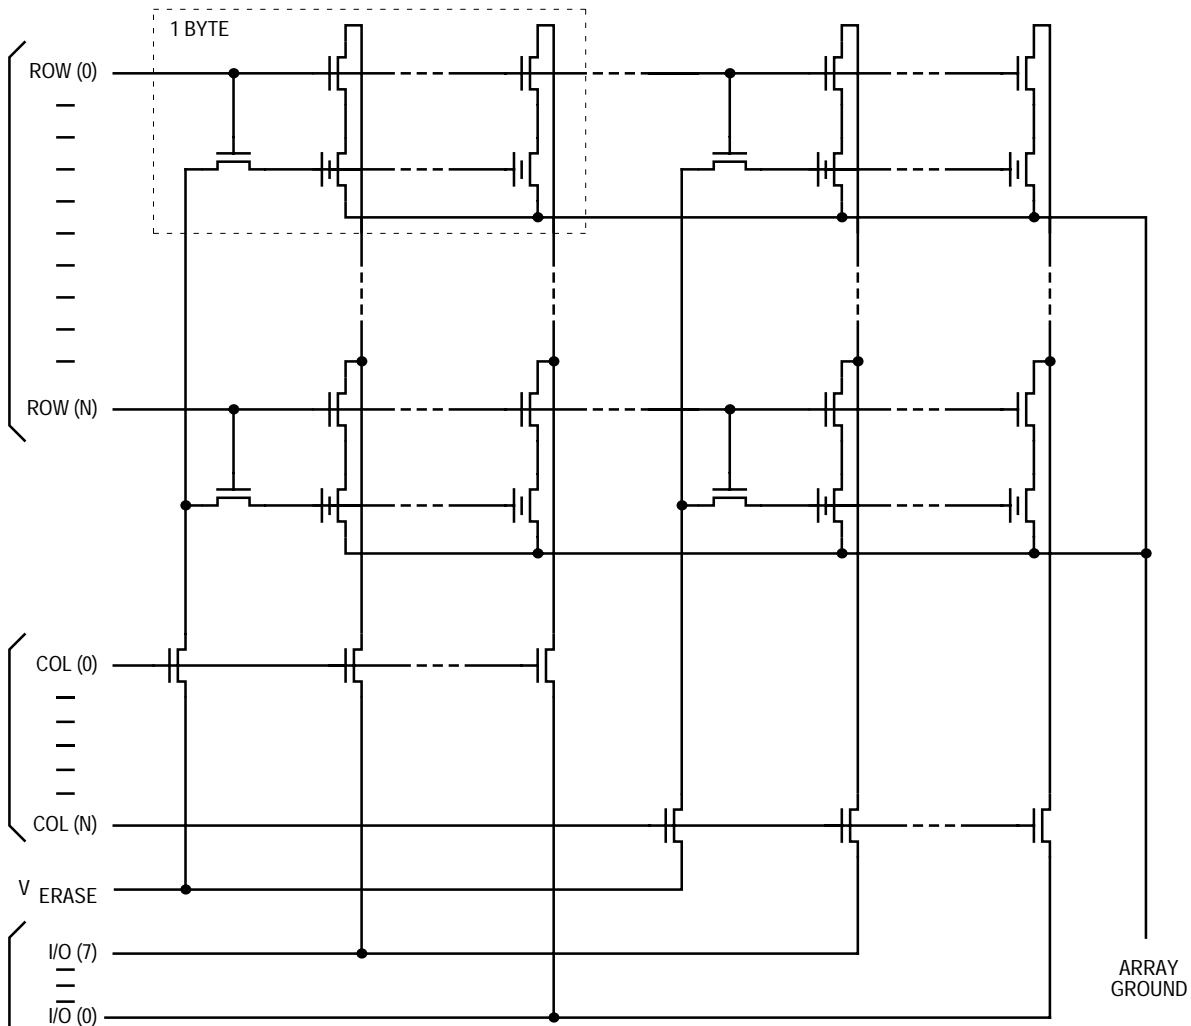 1 BYTE
ROW (0)
ROW (N)
COL (0)
COL (N)
V ERASE
I/O (7)
I/O (0)
ARRAY
GROUND